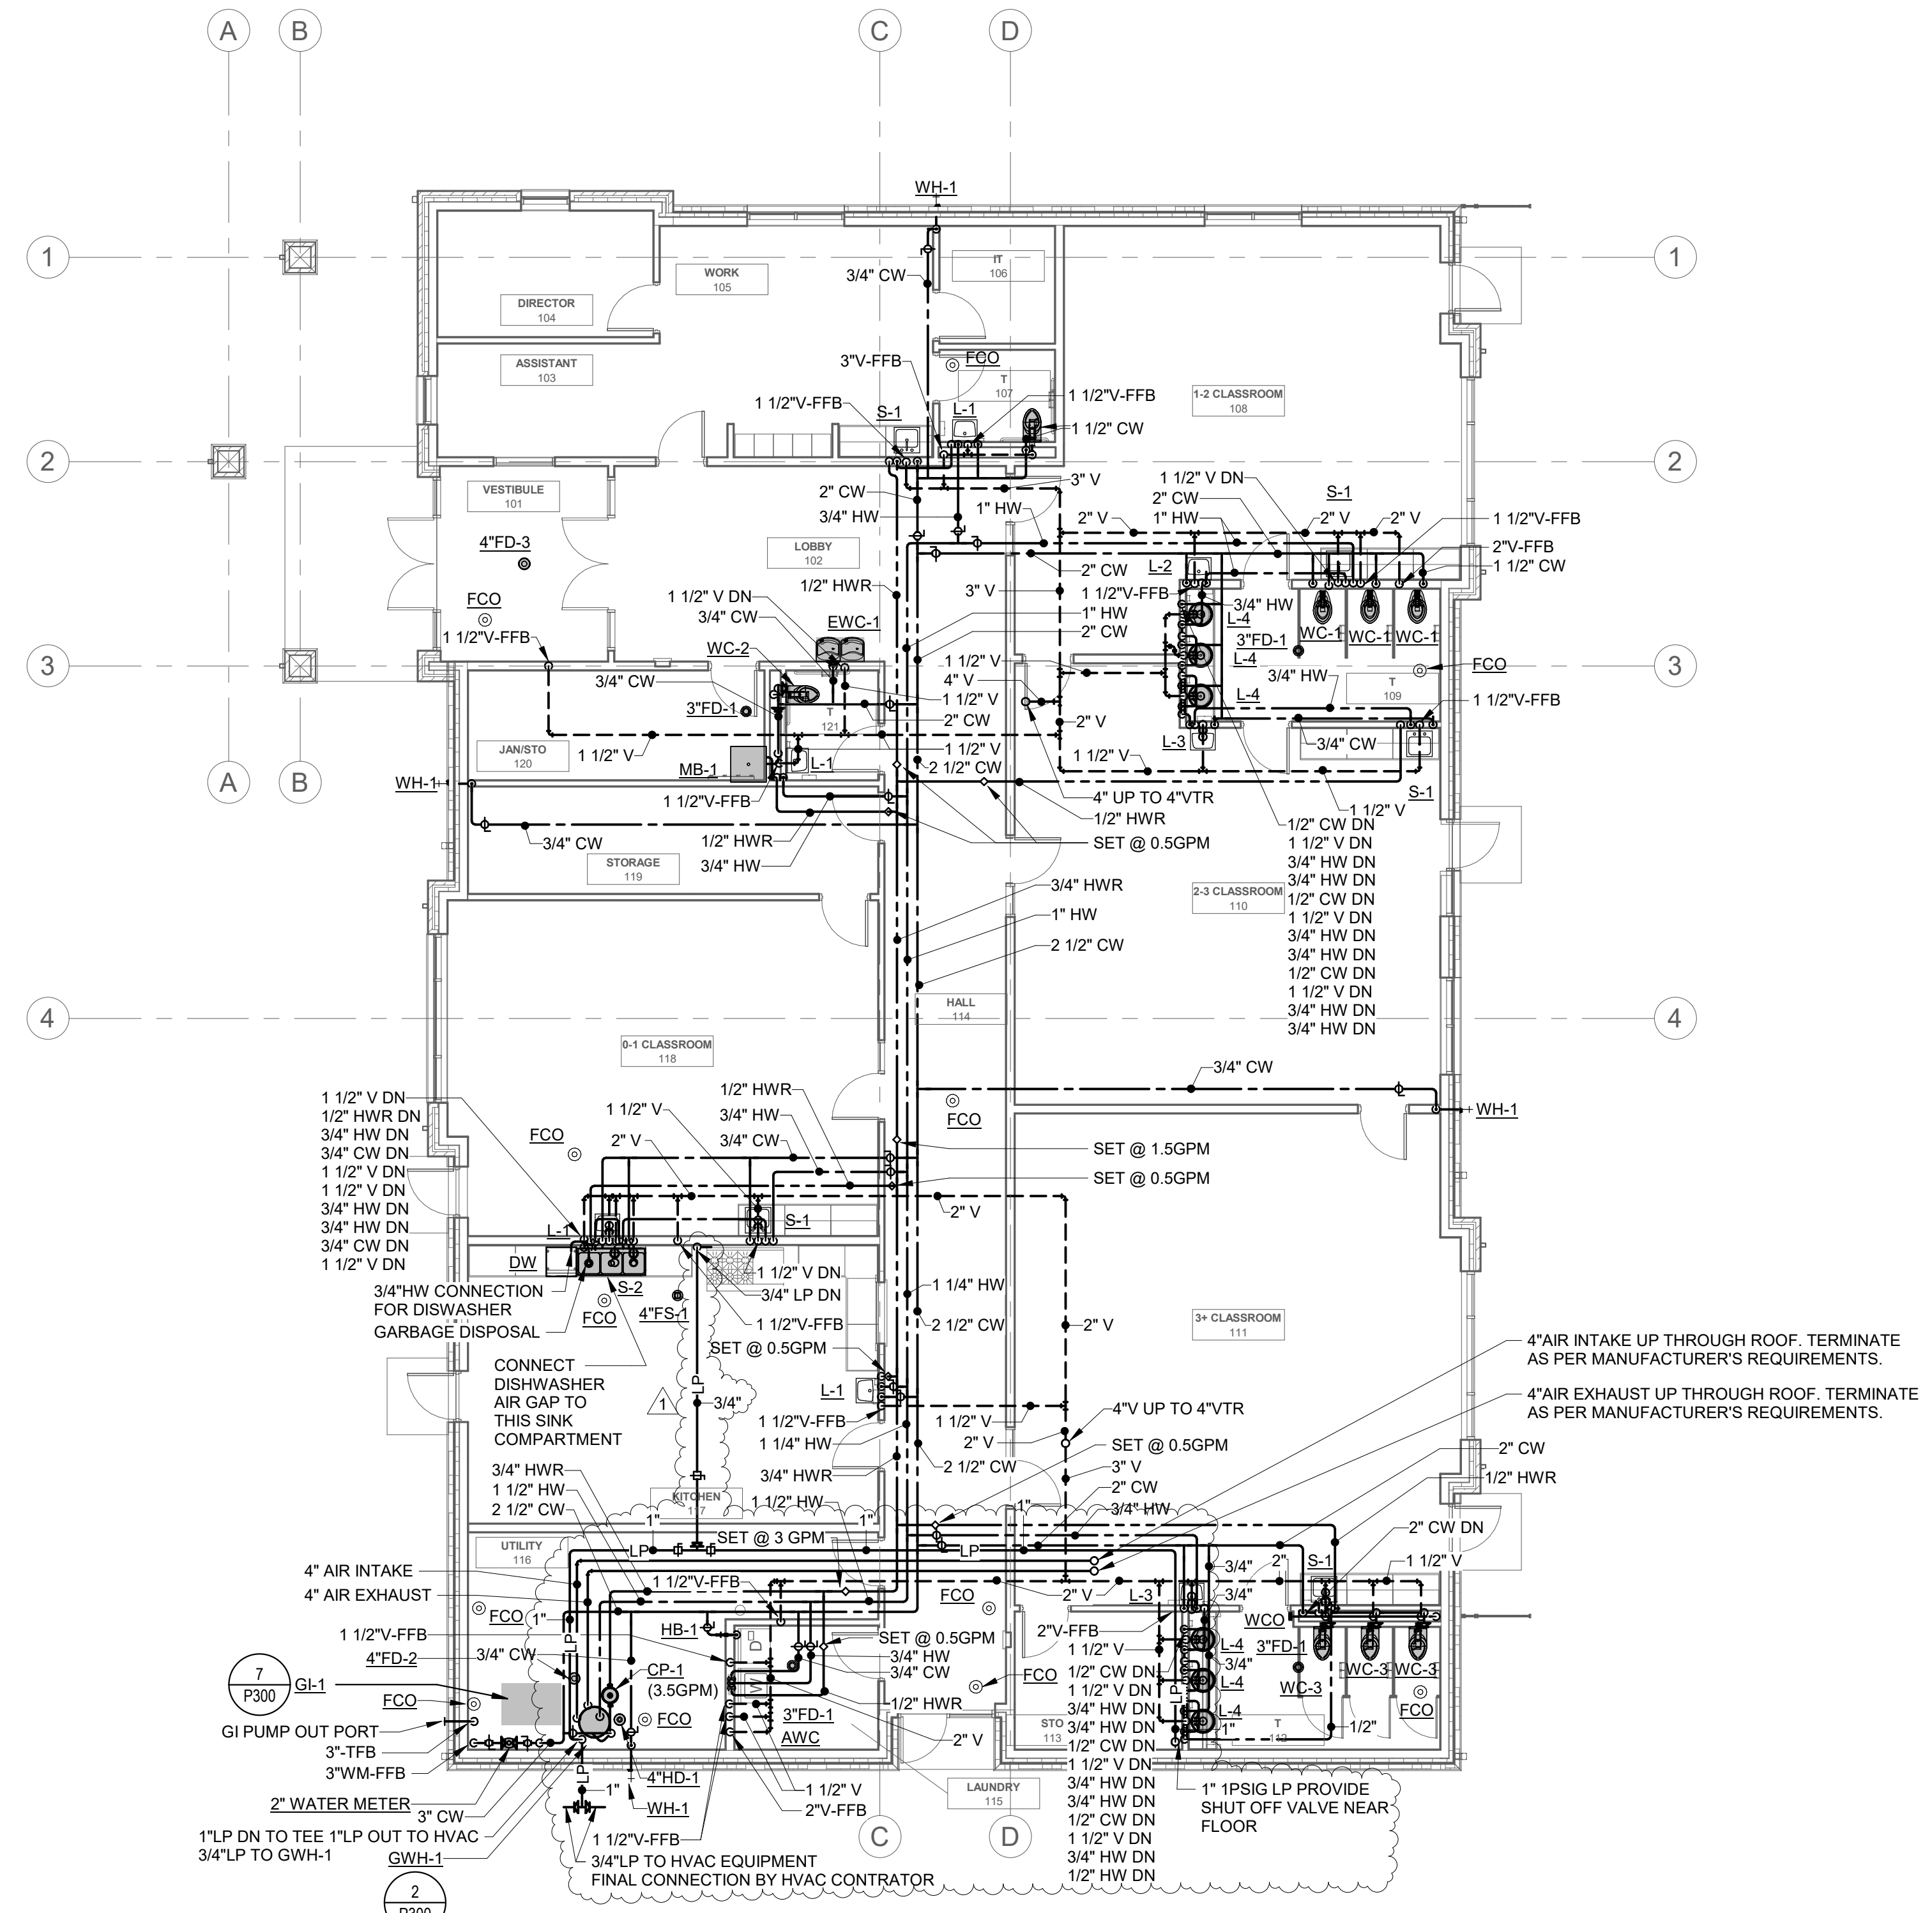 A
B
C
D
WH-1
1
1
WORK
105
IT
106
3/4" CW
DIRECTOR
104
3"V-FFB
FCO
ASSISTANT
103
T
107
1-2 CLASSROOM
108
1 1/2"V-FFB
1 1/2"V-FFB
S-1
L-1
1 1/2" CW
2
2
3" V
1 1/2" V DN
S-1
VESTIBULE
101
2" CW
2" CW
1" HW
3/4" HW
2" V
1" HW
2" V
2" V
1 1/2"V-FFB
4"FD-3
LOBBY
102
2"V-FFB
2" CW
L-2
1 1/2" CW
1/2" HWR
3" V
1 1/2"V-FFB
FCO
1 1/2" V DN
1" HW
3/4" HW
3/4" CW
EWC-1
L-4
2" CW
WC-1
WC-1
WC-1
1 1/2"V-FFB
3"FD-1
WC-2
1 1/2" V
L-4
3
3
FCO
3/4" CW
4" V
3/4" HW
T
109
L-4
1 1/2" V
1 1/2"V-FFB
3"FD-1
T
121
2" CW
2" V
JAN/STO
120
1 1/2" V
1 1/2" V
1 1/2" V
L-3
3/4" CW
MB-1
L-1
2 1/2" CW
A
B
WH-1
S-1
1 1/2"V-FFB
4" UP TO 4"VTR
1 1/2" V
1/2" HWR
3/4" CW
1/2" HWR
SET @ 0.5GPM
STORAGE
119
3/4" HW
1/2" CW DN
1 1/2" V DN
3/4" HW DN
3/4" HW DN
1/2" CW DN
1 1/2" V DN
3/4" HW DN
3/4" HW DN
1/2" CW DN
1 1/2" V DN
3/4" HW DN
3/4" HW DN
3/4" HWR
2-3 CLASSROOM
110
1" HW
2 1/2" CW
HALL
114
4
4
0-1 CLASSROOM
118
3/4" CW
1 1/2" V DN
1/2" HWR DN
3/4" HW DN
3/4" CW DN
1 1/2" V DN
1 1/2" V DN
3/4" HW DN
3/4" HW DN
3/4" CW DN
1 1/2" V DN
1/2" HWR
1 1/2" V
3/4" HW
FCO
WH-1
FCO
2" V
3/4" CW
SET @ 1.5GPM
SET @ 0.5GPM
2" V
L-1
S-1
DW
1 1/2" V DN
3/4"HW CONNECTION
FOR DISWASHER
S-2
3/4" LP DN
1 1/4" HW
FCO
4"FS-1
GARBAGE DISPOSAL
1 1/2"V-FFB
2 1/2" CW
2" V
3+ CLASSROOM
111
SET @ 0.5GPM
CONNECT
DISHWASHER
AIR GAP TO
THIS SINK
COMPARTMENT
4"AIR INTAKE UP THROUGH ROOF. TERMINATE
AS PER MANUFACTURER'S REQUIREMENTS.
LP
L-1
1
3/4"
4"AIR EXHAUST UP THROUGH ROOF. TERMINATE
AS PER MANUFACTURER'S REQUIREMENTS.
1 1/2"V-FFB
1 1/2" V
4"V UP TO 4"VTR
1 1/4" HW
2" V
SET @ 0.5GPM
2" CW
3/4" HWR
3/4" HWR
2 1/2" CW
3" V
1/2" HWR
1 1/2" HW
2" CW
KITCHEN
117
1 1/2" HW
1"
3/4" HW
2 1/2" CW
1"
2" CW DN
SET @ 3 GPM
UTILITY
116
LP
LP
4" AIR INTAKE
3/4"
2"
S-1
1 1/2" V
1 1/2"V-FFB
4" AIR EXHAUST
FCO
2" V
L-3
3/4"
FCO
1"
WCO
HB-1
D
2"V-FFB
1 1/2"V-FFB
LP
SET @ 0.5GPM
L-4
3"FD-1
1 1/2" V
3/4" CW
3/4" HW
4"FD-2
3/4"
CP-1
(3.5GPM)
3/4" CW
1/2" CW DN
1 1/2" V DN
3/4" HW DN
3/4" HW DN
1/2" CW DN
1 1/2" V DN
3/4" HW DN
3/4" HW DN
1/2" CW DN
1 1/2" V DN
3/4" HW DN
1/2" HW DN
WC-3
WC-3
WC-3
FCO
7
P300
GI-1
W
L-4
FCO
1/2" HWR
LP
FCO
FCO
3"FD-1
L-4
GI PUMP OUT PORT
STO
113
1"
T
1/2"
AWC
3"-TFB
2" V
3"WM-FFB
LP
4"HD-1
1"
1 1/2" V
LAUNDRY
115
1" 1PSIG LP PROVIDE
SHUT OFF VALVE NEAR
FLOOR
2" WATER METER
WH-1
2"V-FFB
3" CW
1"LP DN TO TEE 1"LP OUT TO HVAC
3/4"LP TO GWH-1
1 1/2"V-FFB
C
D
GWH-1
3/4"LP TO HVAC EQUIPMENT
FINAL CONNECTION BY HVAC CONTRATOR
2
P300